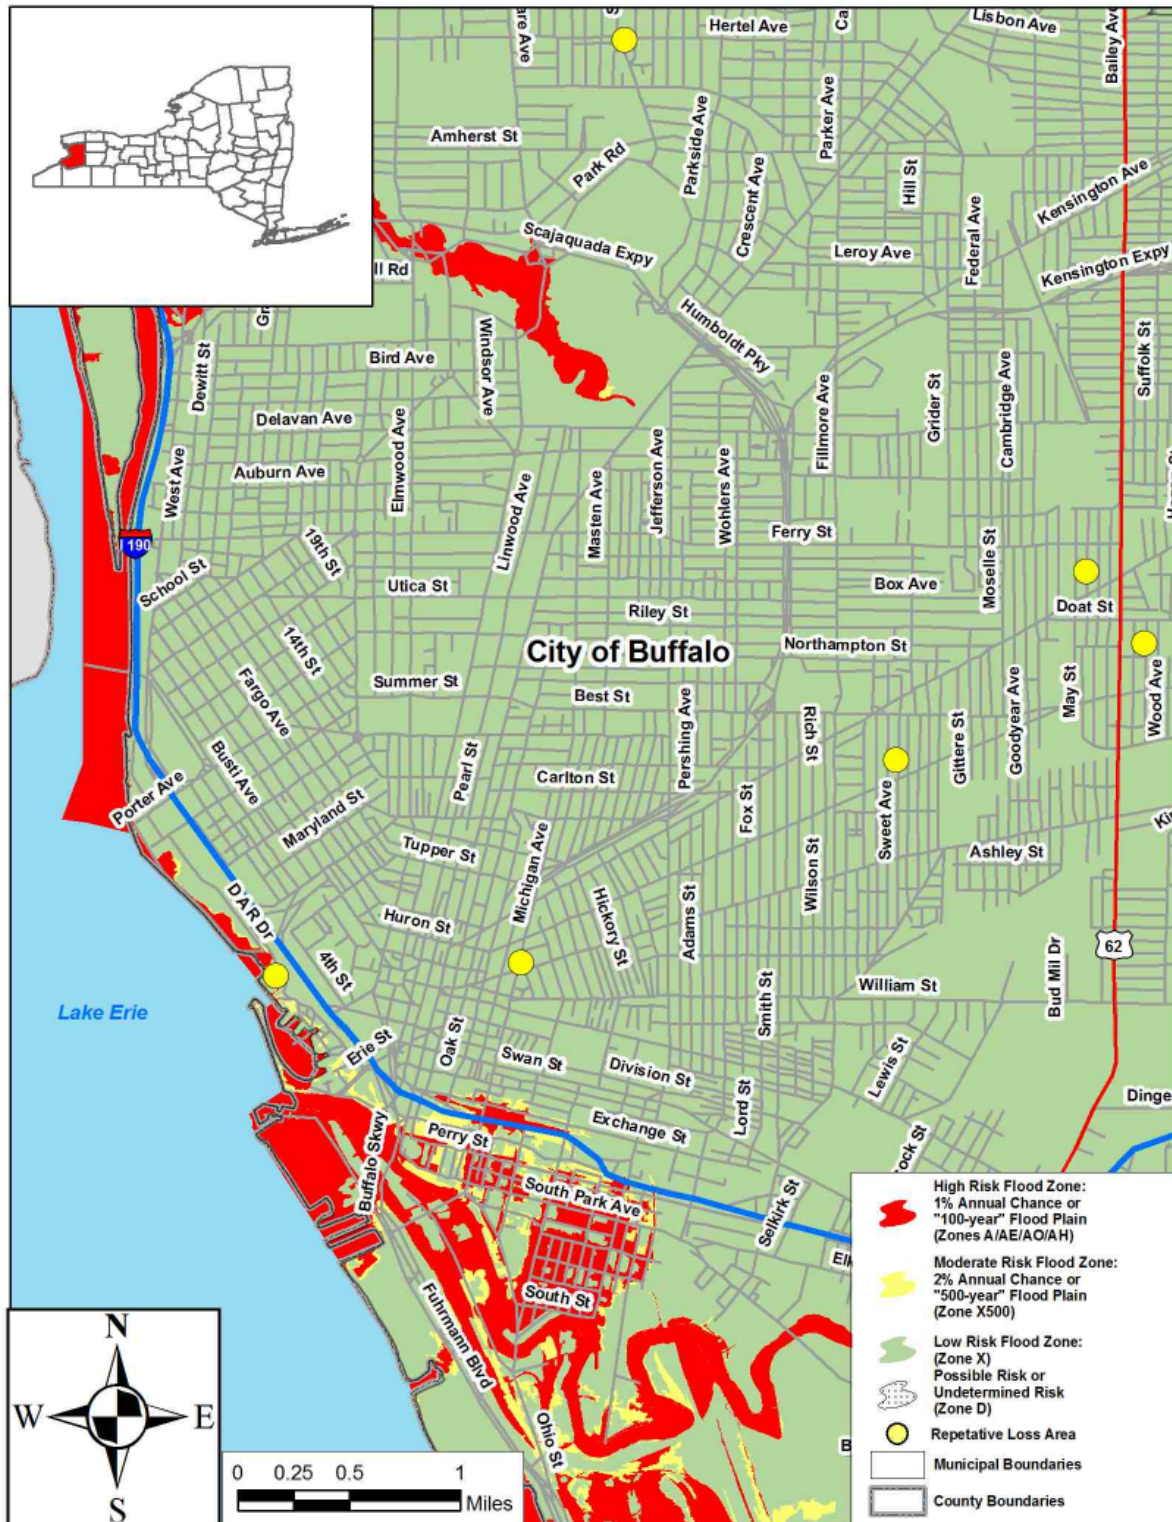 Hertel Ave
Lisbon Ave
Bailey Ave
Amherst St
Park Rd
Parkside Ave
Parker Ave
Crescent Ave
Hill St
Federal Ave
Kensington Ave
Scajaquada Expy
Leroy Ave
Kensington Expy
ll Rd
Humboldt Pky
Dewitt St
Bird Ave
Windsor Ave
Suffolk St
Delavan Ave
Elmwood Ave
Fillmore Ave
Grider St
Cambridge Ave
West Ave
Auburn Ave
Linwood Ave
Masten Ave
Jefferson Ave
Wohlers Ave
Ferry St
190
19th St
School St
Utica St
Moselle St
Box Ave
Riley St
Doat St
City of Buffalo
Northampton St
14th St
Fargo Ave
Summer St
Best St
Pershing Ave
Rich St
Gittere St
Goodyear Ave
May St
Wood Ave
Busti Ave
Porter Ave
Pearl St
Carlton St
Fox St
Sweet Ave
Maryland St
Tupper St
Michigan Ave
Wilson St
Ashley St
DAR Dr
Huron St
Hickory St
Adams St
4th St
62
Bud Mil Dr
William St
Smith St
Lake Erie
Erie St
Oak St
Swan St
Division St
Lord St
Lewis St
Dinge
Exchange St
Perry St
Buffalo Skwy
South Park Ave
Selkirk St
ock St
South St
Fuhrmann Blvd
Ohio St
N
W
E
S
0 0.25 0.5 1
Miles
High Risk Flood Zone:
1% Annual Chance or
"100-year" Flood Plain
(Zones A/AE/AO/AH)
Moderate Risk Flood Zone:
2% Annual Chance or
"500-year" Flood Plain
(Zone X500)
Low Risk Flood Zone:
(Zone X)
Possible Risk or
Undetermined Risk
(Zone D)
Repetative Loss Area
Municipal Boundaries
County Boundaries